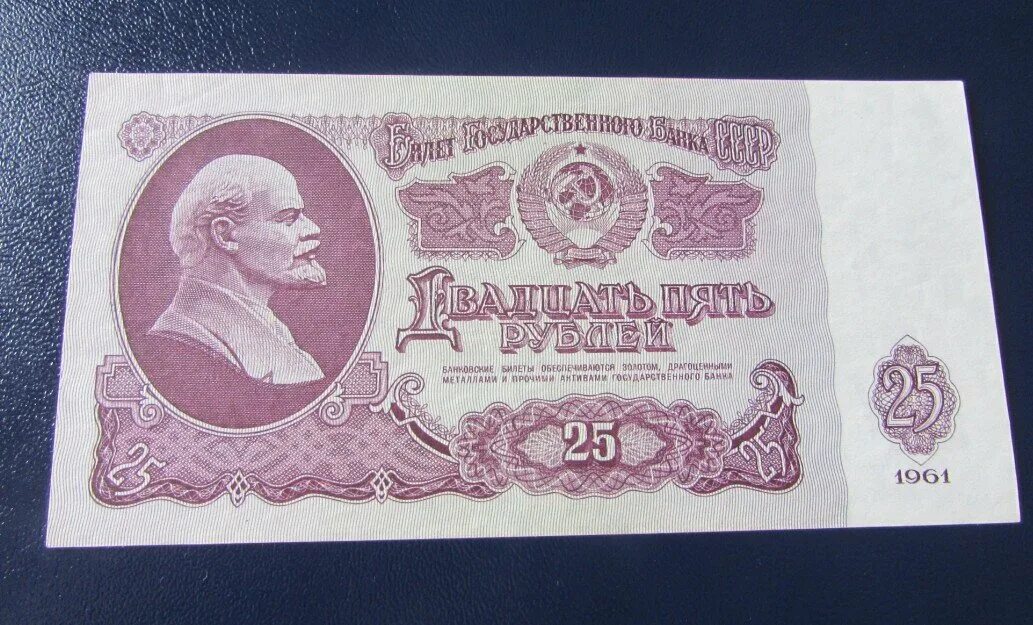 Билет Государственного Банка СССР
Двадцать пять
рублей
БАНКОВСКИЕ БИЛЕТЫ ОБЕСПЕЧИВАЮТСЯ ЗОЛОТОМ, ДРАГОЦЕННЫМИ
МЕТАЛЛАМИ И ПРОЧИМИ АКТИВАМИ ГОСУДАРСТВЕННОГО БАНКА
25
25
25
25
1961